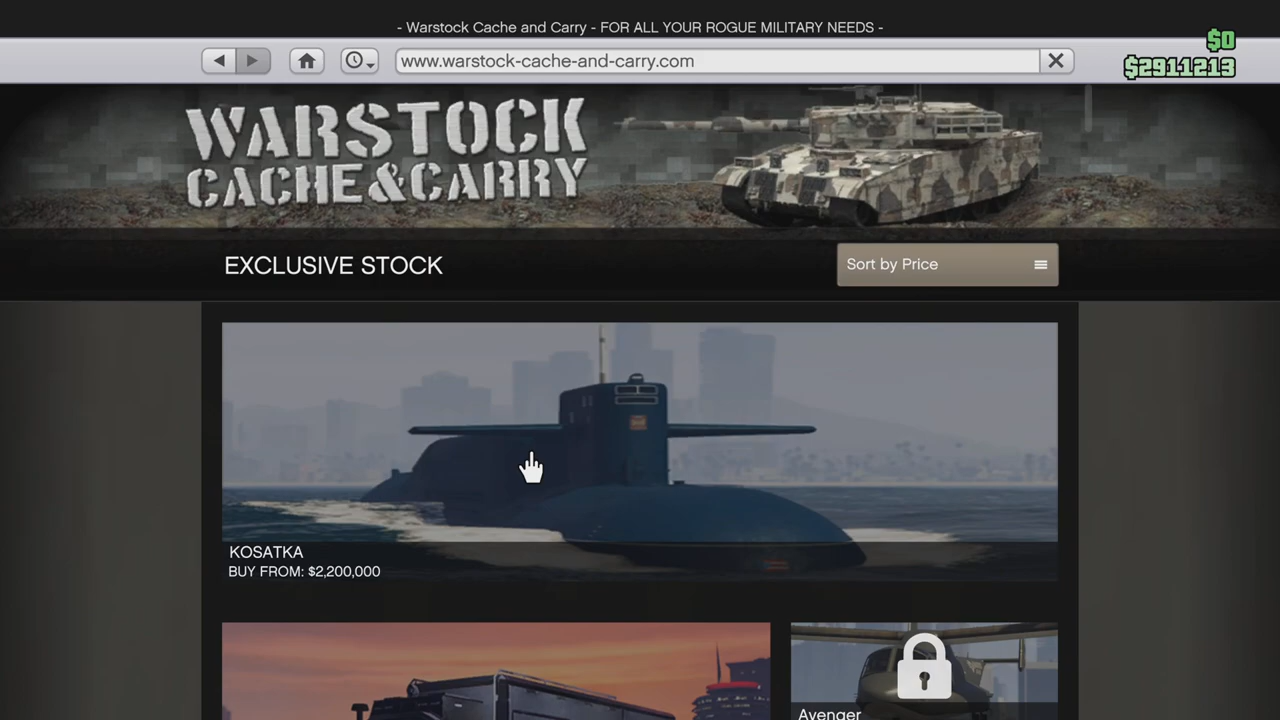 - Warstock Cache and Carry - FOR ALL YOUR ROGUE MILITARY NEEDS -
$0
www.warstock-cache-and-carry.com
$2911213
WARSTOCK
CACHE&CARRY
EXCLUSIVE STOCK
Sort by Price
KOSATKA
BUY FROM: $2,200,000
Avenger